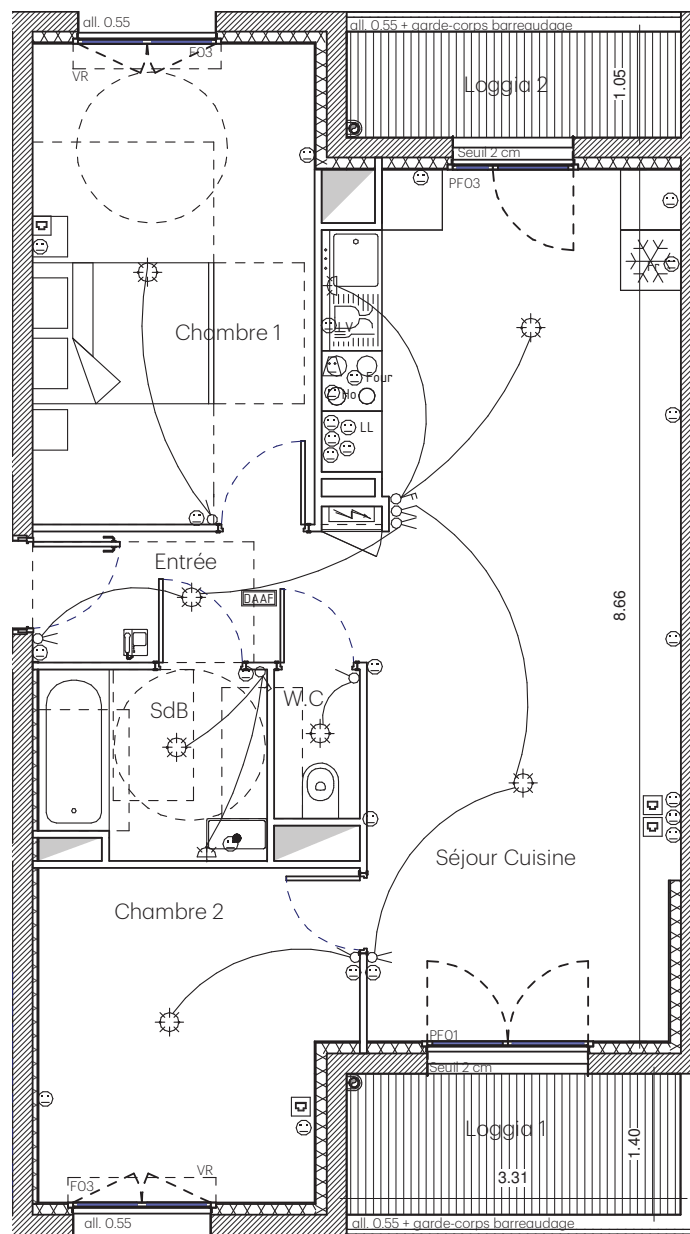 all. 0.55
all. 0.55 + garde-corps barreaudage
F03
VR
Loggia 2
1.05
Seuil 2 cm
PF03
Fr
Chambre 1
LV
Four
Ho
LL
Entrée
DAAF
8.66
SdB
W.C
Séjour Cuisine
Chambre 2
PF01
Seuil 2 cm
Loggia 1
1.40
3.31
VR
F03
all. 0.55
all. 0.55 + garde-corps barreaudage